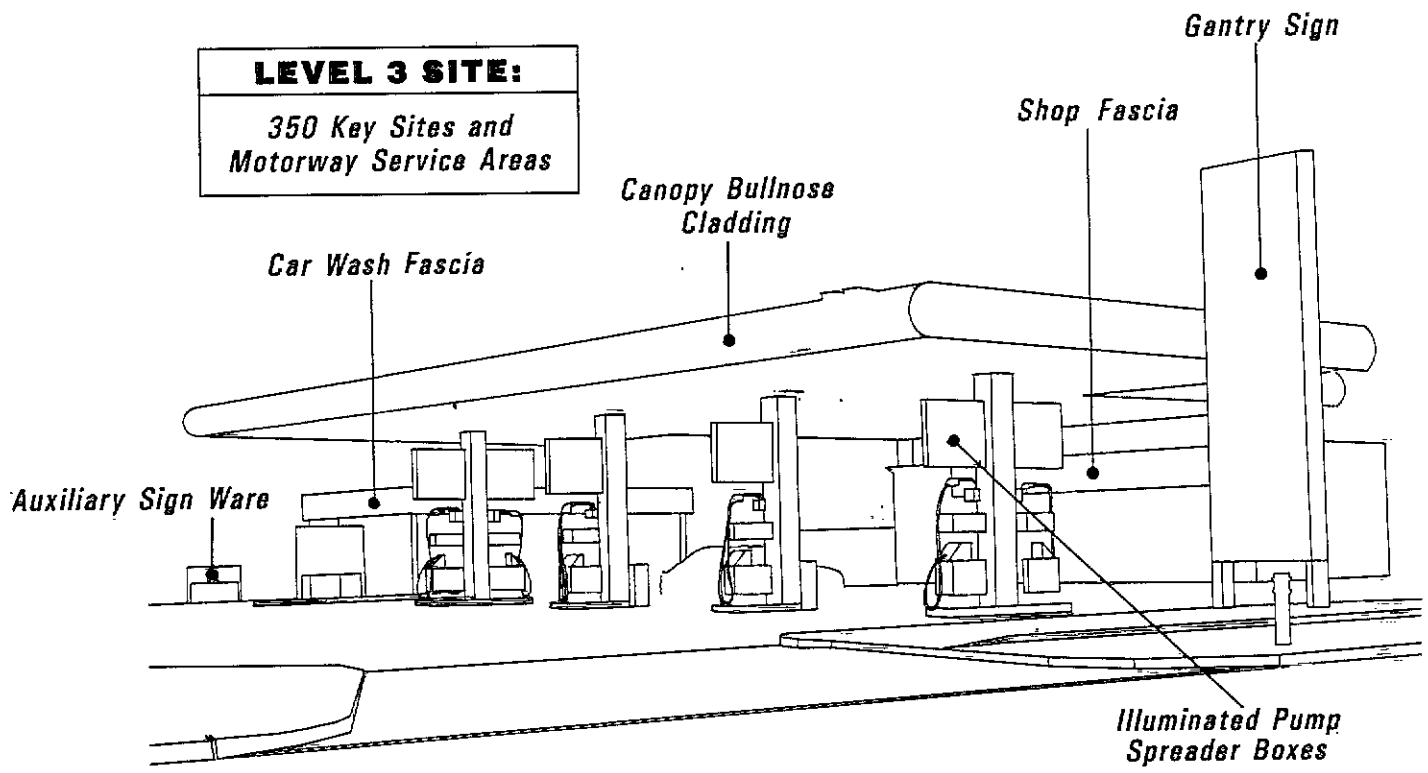 LEVEL 3 SITE:
350 Key Sites and
Motorway Service Areas
Gantry Sign
Shop Fascia
Canopy Bullnose
Cladding
Car Wash Fascia
Auxiliary Sign Ware
Illuminated Pump
Spreader Boxes